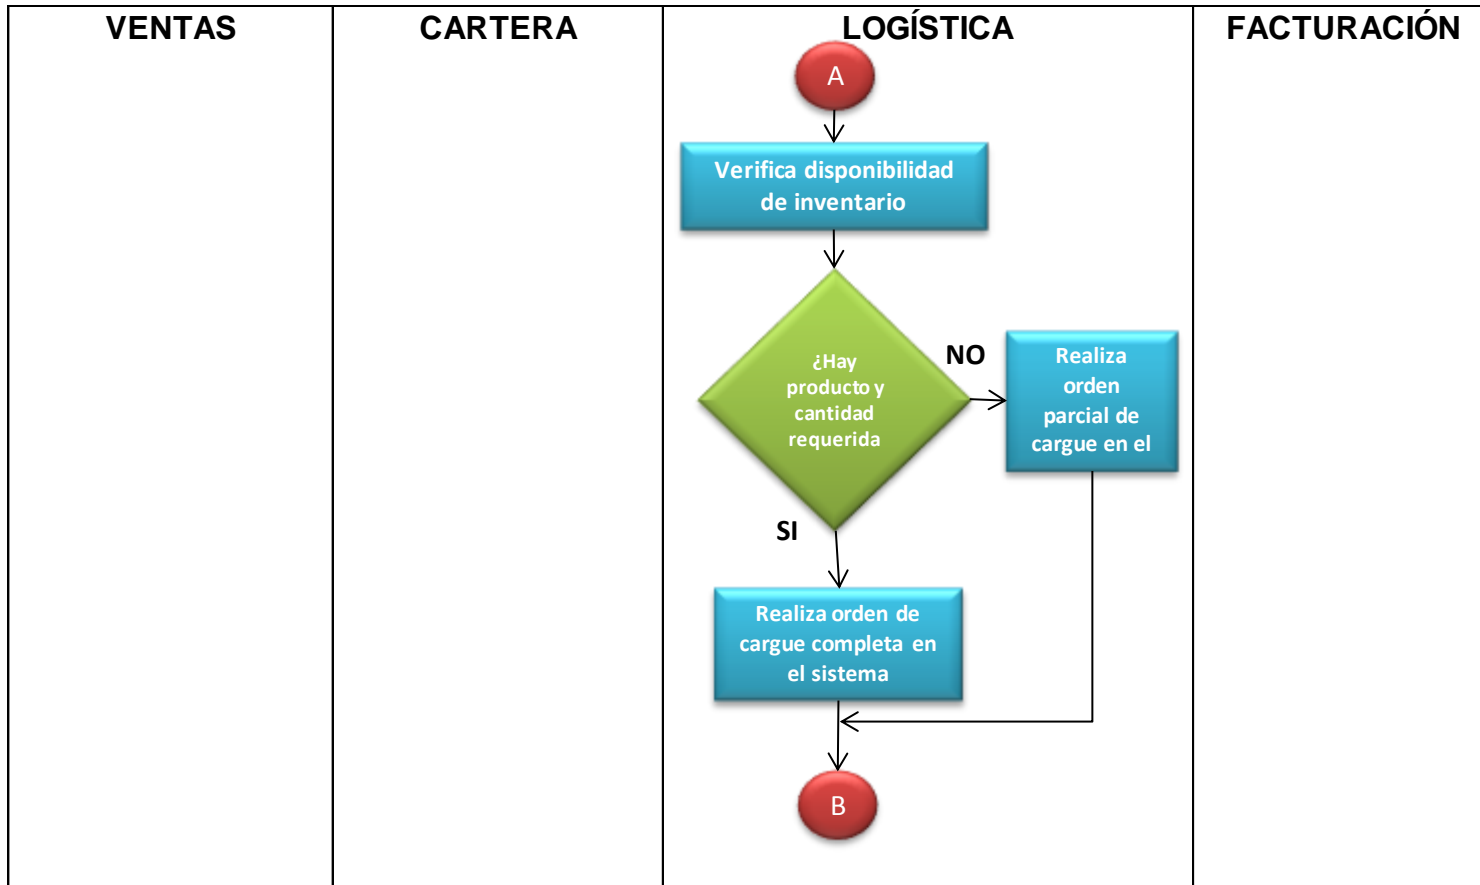 VENTAS
CARTERA
LOGÍSTICA
FACTURACIÓN
A
Verifica disponibilidad
de inventario
¿Hay
producto y
cantidad
requerida
NO
Realiza
orden
parcial de
cargue en el
SI
Realiza orden de
cargue completa en
el sistema
B